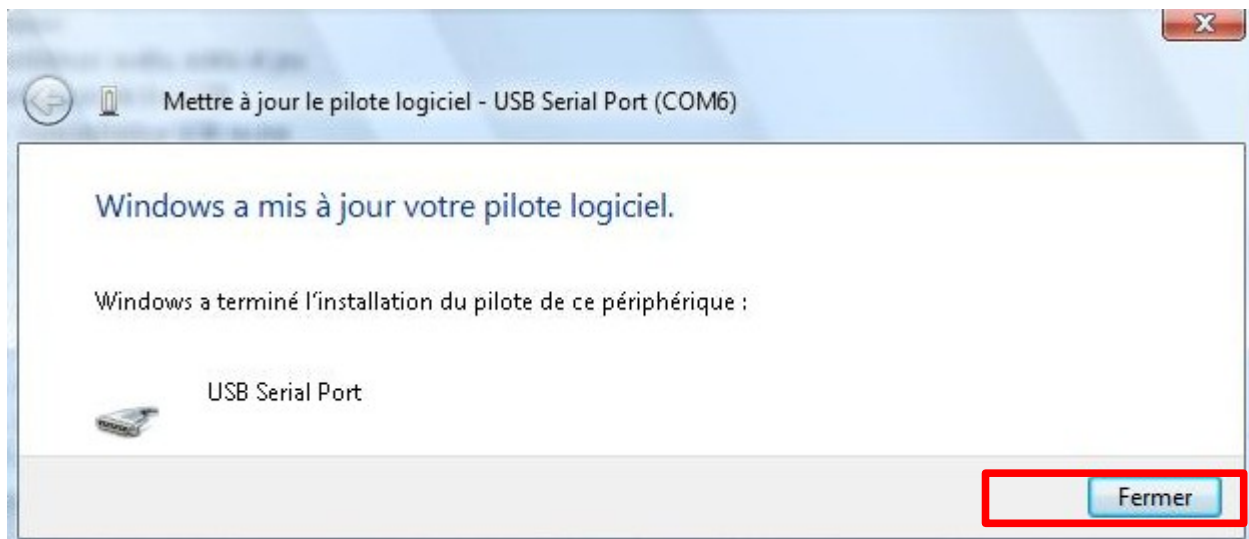 Mettre à jour le pilote logiciel - USB Serial Port (COM6)
Windows a mis à jour votre pilote logiciel.
Windows a terminé l'installation du pilote de ce périphérique :
USB Serial Port
Fermer